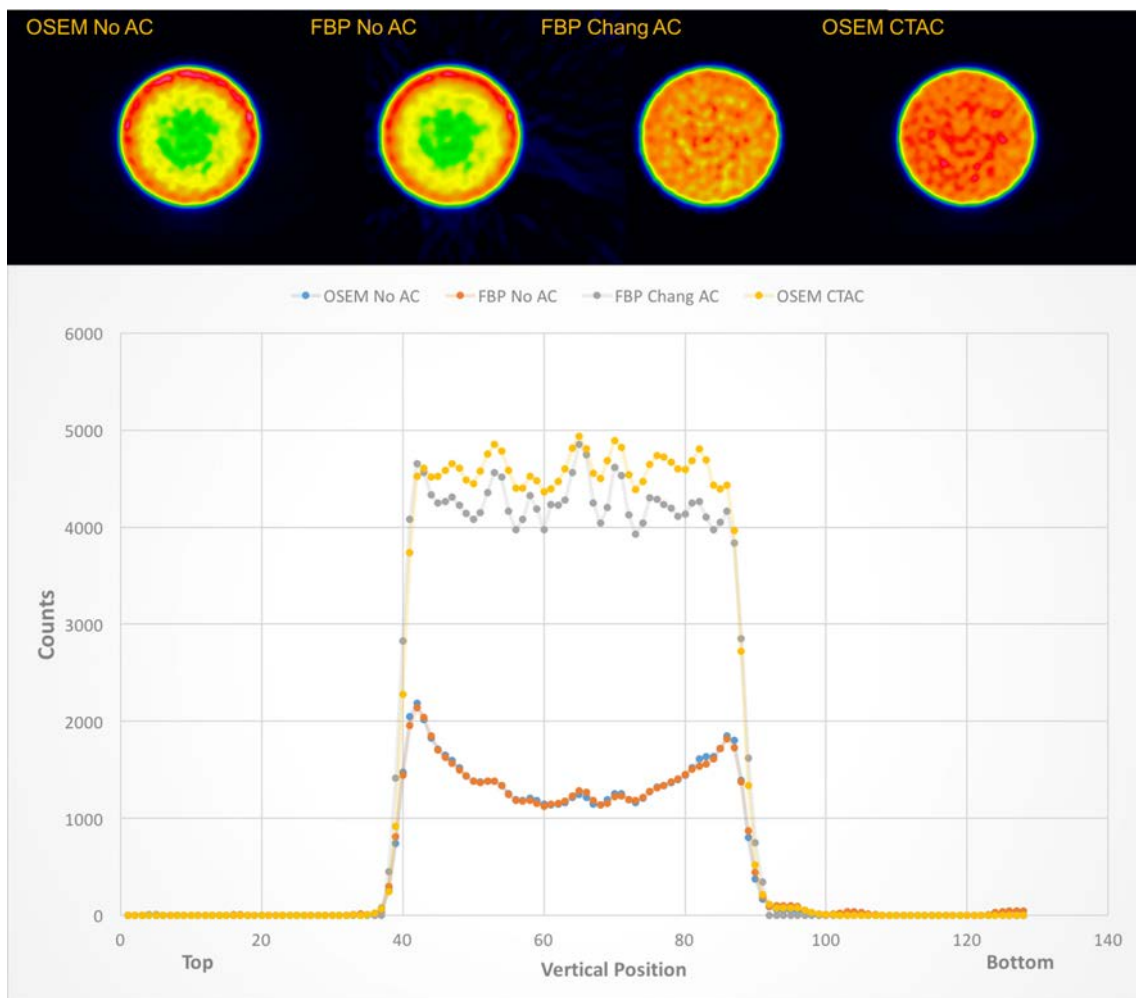 OSEM No AC FBP No AC FBP Chang AC OSEM CTAC
OSEM No AC FBP No AC FBP Chang AC OSEM CTAC
6000
5000
4000
3000
2000
1000
0
Counts
0 20 40 60 80 100 120 140
Top Vertical Position Bottom